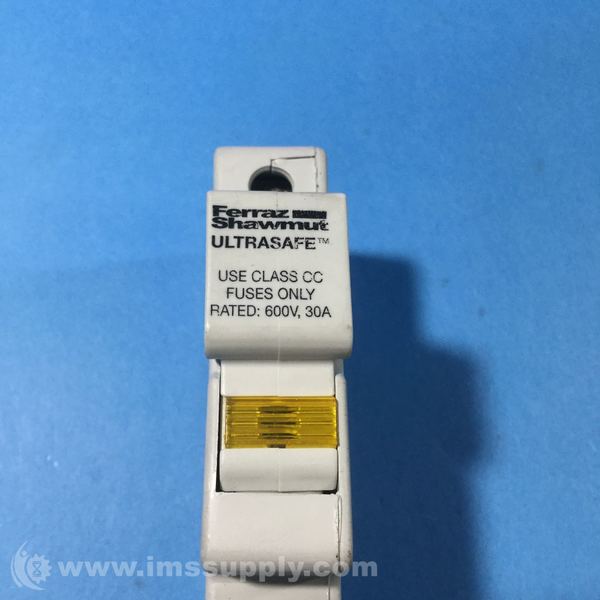 Ferraz
Shawmut
ULTRASAFE™
USE CLASS CC
FUSES ONLY
RATED: 600V, 30A
www.imssupply.com